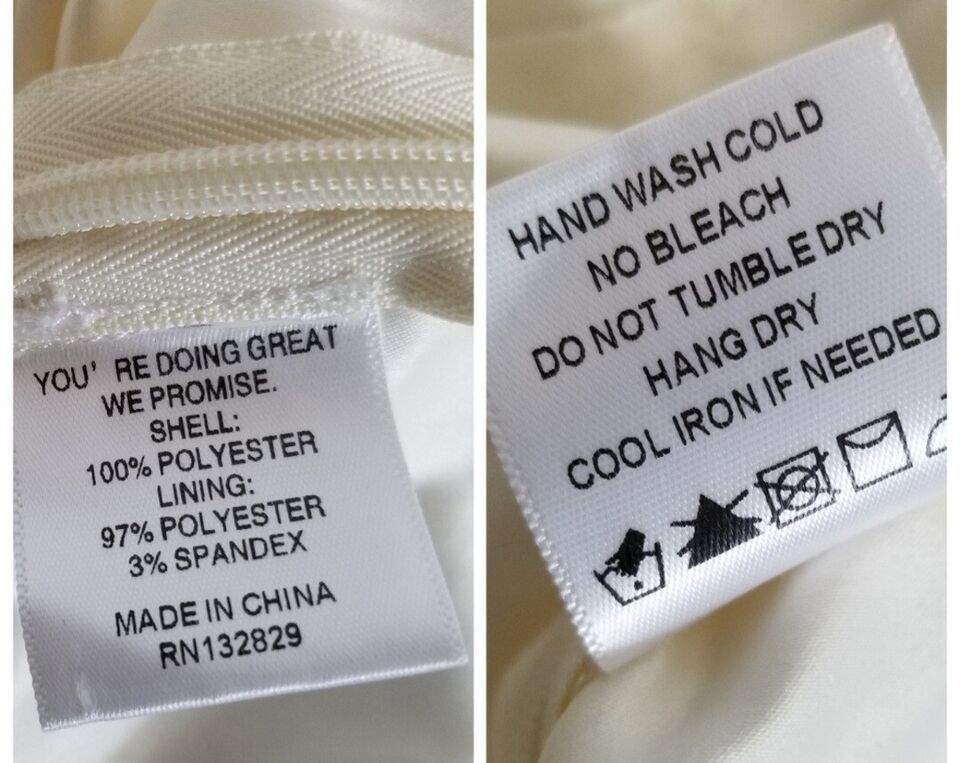 YOU' RE DOING GREAT
WE PROMISE.
SHELL:
100% POLYESTER
LINING:
97% POLYESTER
3% SPANDEX
MADE IN CHINA
RN132829
HAND WASH COLD
NO BLEACH
DO NOT TUMBLE DRY
HANG DRY
COOL IRON IF NEEDED